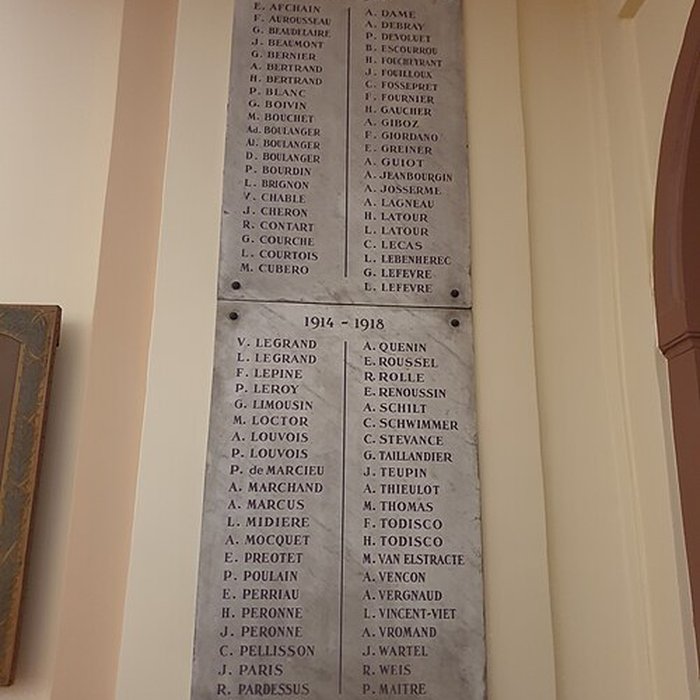 E. AFCHAIN
F. AUROUSSEAU
G. BEAUDELAIRE
J. BEAUMONT
G. BERNIER
A. BERTRAND
H. BERTRAND
P. BLANC
G. BOIVIN
M. BOUCHET
Ad. BOULANGER
Al. BOULANGER
D. BOULANGER
P. BOURDIN
L. BRIGNON
V. CHABLE
J. CHERON
R. CONTART
G. COURCHE
L. COURTOIS
M. CUBERO
A. DAME
A. DEBRAY
P. DEVOLUET
B. ESCOURROU
H. FOUCHEYRANT
J. FOUILLOUX
C. FOSSEPRET
F. FOURNIER
H. GAUCHER
A. GIBOZ
F. GIORDANO
E. GREINER
A. GUIOT
A. JEANBOURGIN
A. JOSSERME
A. LAGNEAU
H. LATOUR
L. LATOUR
C. LECAS
L. LEBENHEREC
G. LEFEVRE
L. LEFEVRE
1914 - 1918
V. LEGRAND
L. LEGRAND
F. LEPINE
P. LEROY
G. LIMOUSIN
M. LOCTOR
A. LOUVOIS
P. LOUVOIS
P. de MARCIEU
A. MARCHAND
A. MARCUS
L. MIDIERE
A. MOCQUET
E. PREOTET
P. POULAIN
E. PERRIAU
H. PERONNE
J. PERONNE
C. PELLISSON
J. PARIS
R. PARDESSUS
A. QUENIN
E. ROUSSEL
R. ROLLE
E. RENOUSSIN
A. SCHILT
C. SCHWIMMER
C. STEVANCE
G. TAILLANDIER
J. TEUPIN
A. THIEULOT
M. THOMAS
F. TODISCO
H. TODISCO
M. VAN ELSTRACTE
A. VENCON
A. VERGNAUD
L. VINCENT-VIET
A. VROMAND
J. WARTEL
R. WEIS
P. MAITRE